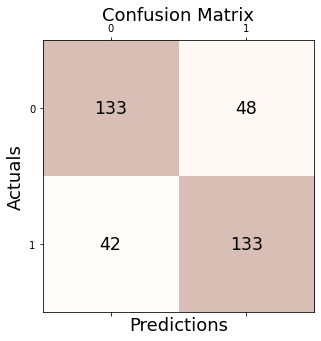 Confusion Matrix
0 1
0 133 48
Actuals
1 42 133
Predictions